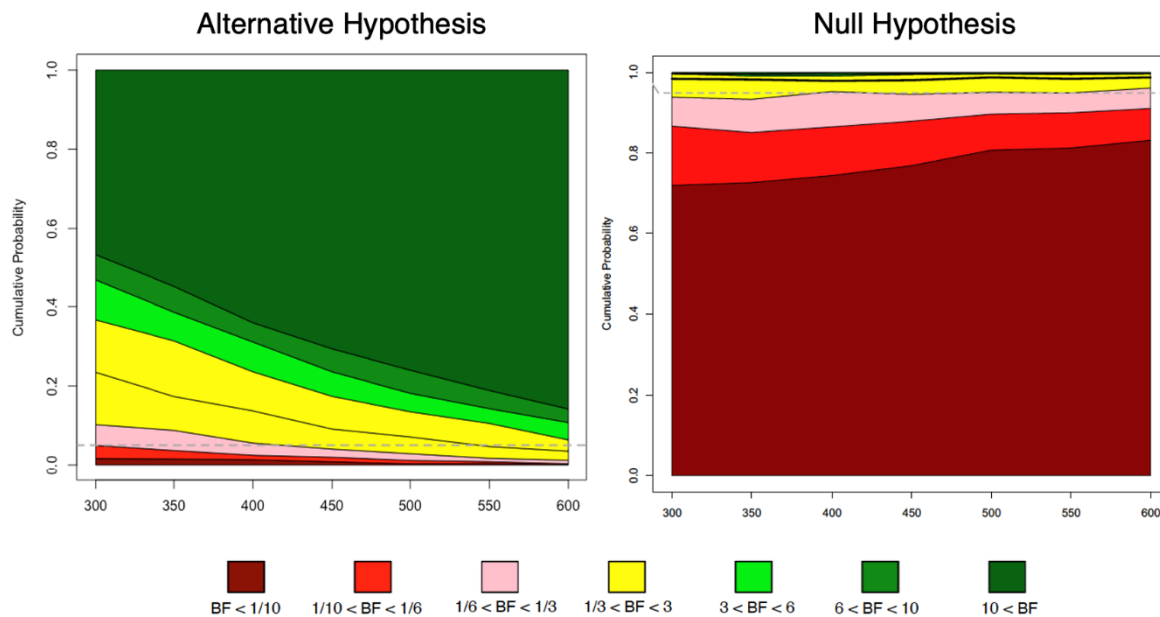 Alternative Hypothesis
Null Hypothesis
Cumulative Probability
1.0
0.8
0.6
0.4
0.2
0.0
300 350 400 450 500 550 600
Cumulative Probability
1.0
0.8
0.6
0.4
0.2
0.0
300 350 400 450 500 550 600
BF < 1/10 1/10 < BF < 1/6 1/6 < BF < 1/3 1/3 < BF < 3 3 < BF < 6 6 < BF < 10 10 < BF